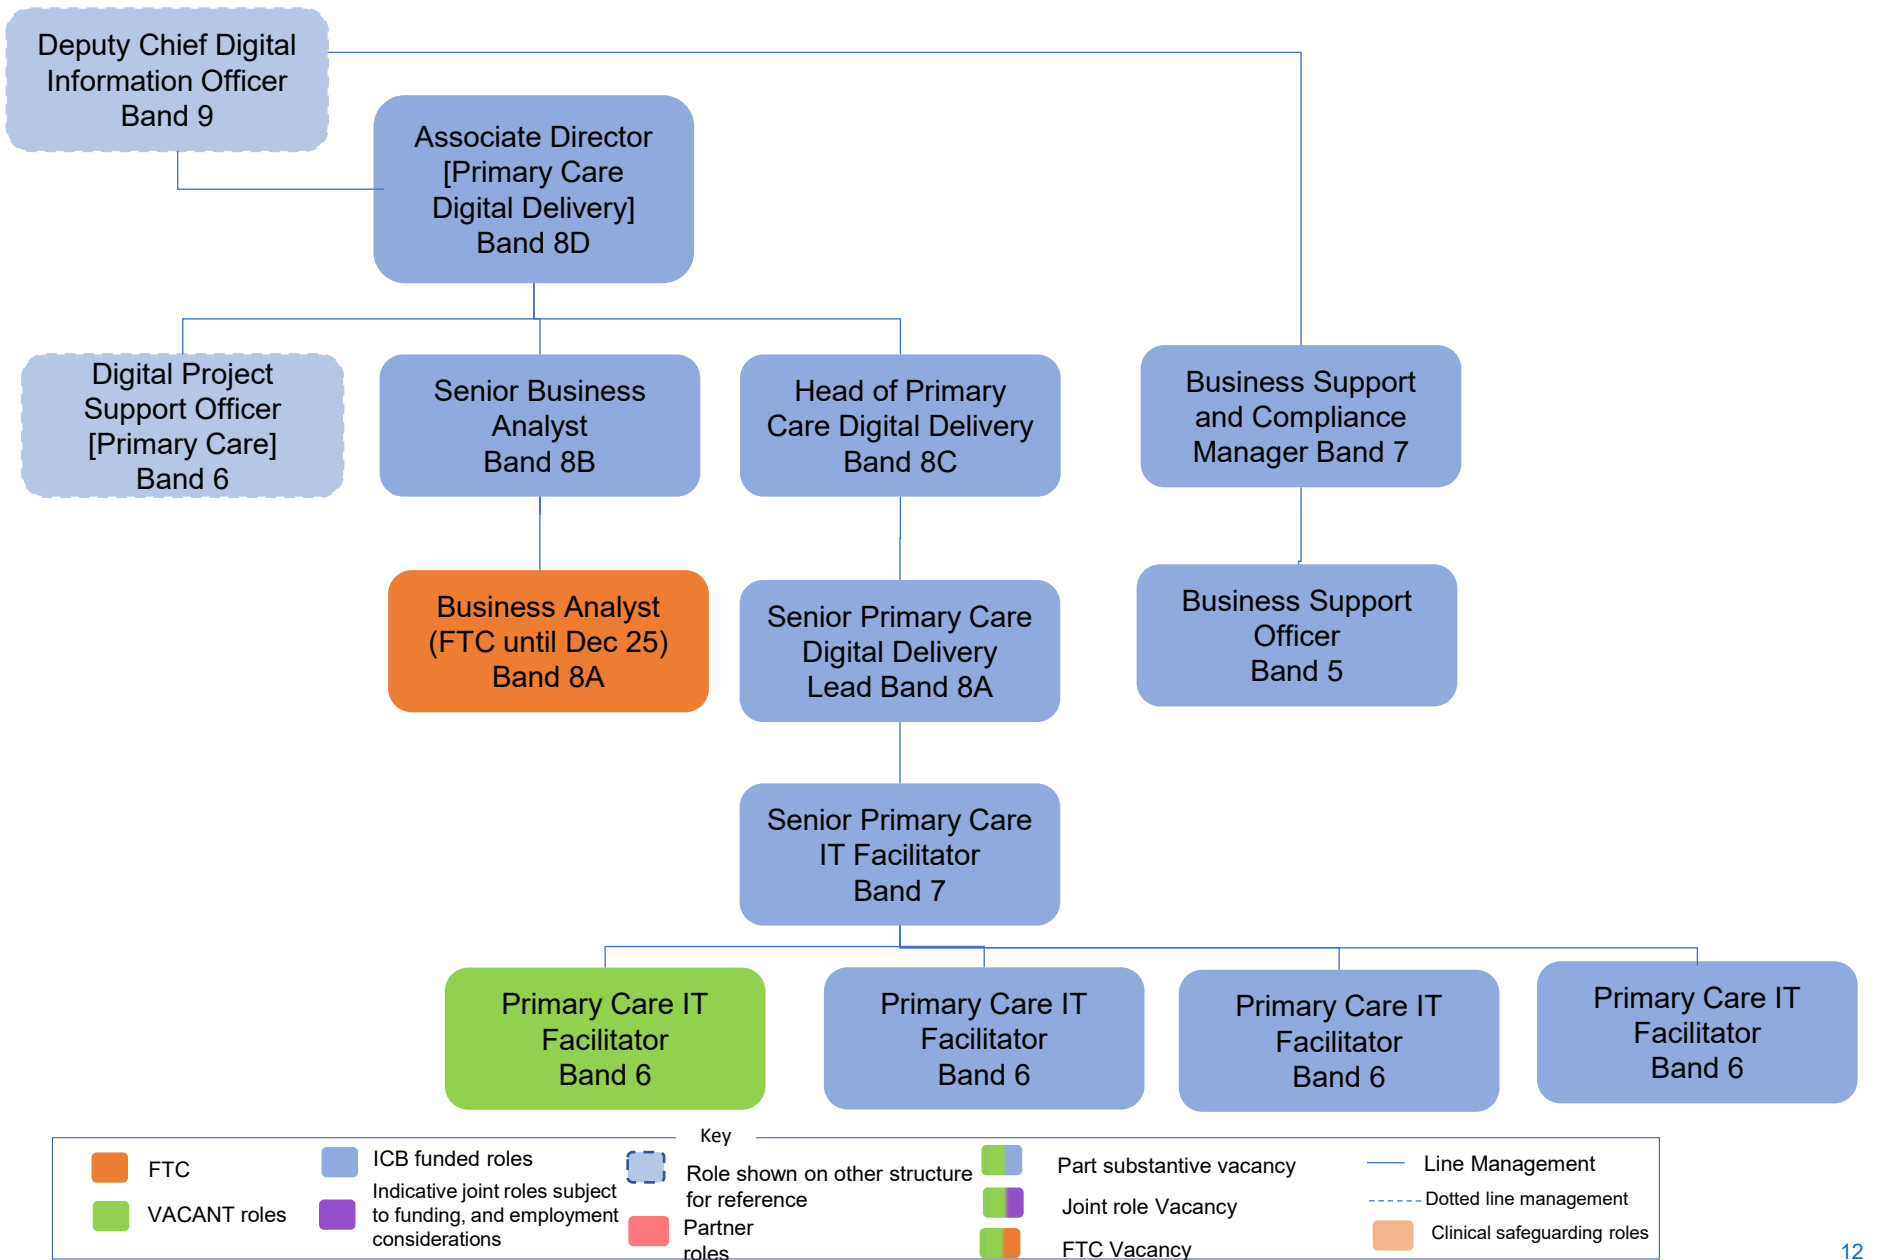 Deputy Chief Digital
Information Officer
Band 9
Associate Director
[Primary Care
Digital Delivery]
Band 8D
Digital Project
Support Officer
[Primary Care]
Band 6
Senior Business
Analyst
Band 8B
Head of Primary
Care Digital Delivery
Band 8C
Business Support
and Compliance
Manager Band 7
Business Analyst
(FTC until Dec 25)
Band 8A
Senior Primary Care
Digital Delivery
Lead Band 8A
Business Support
Officer
Band 5
Senior Primary Care
IT Facilitator
Band 7
Primary Care IT
Facilitator
Band 6
Primary Care IT
Facilitator
Band 6
Primary Care IT
Facilitator
Band 6
Primary Care IT
Facilitator
Band 6
Key
FTC
VACANT roles
ICB funded roles
Indicative joint roles subject
to funding, and employment
considerations
Role shown on other structure
for reference
Partner
roles
Part substantive vacancy
Joint role Vacancy
FTC Vacancy
Line Management
Dotted line management
Clinical safeguarding roles
12